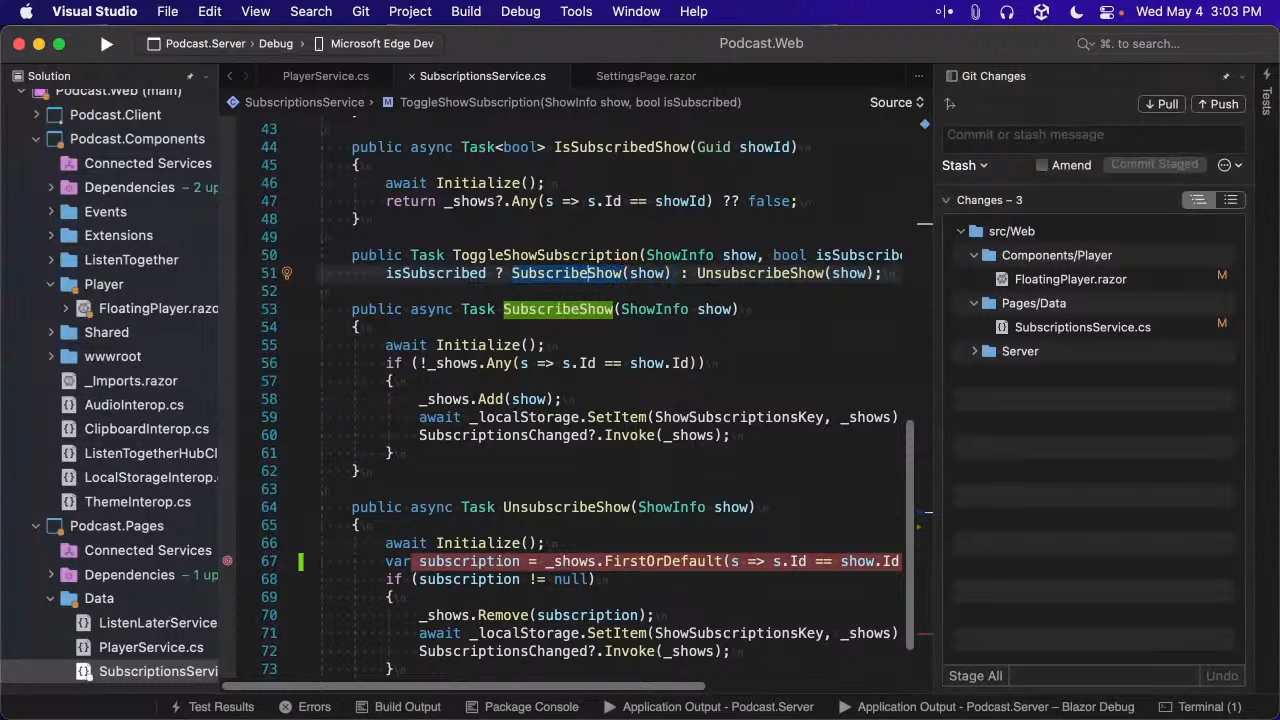 Visual Studio File Edit View Search Git Project Build Debug Tools Window Help Wed May 4 3:03 PM
Podcast.Server › Debug › Microsoft Edge Dev Podcast.Web ⌘. to search...
Solution
Podcast.Web (main)
Podcast.Client
Podcast.Components
Connected Services
Dependencies – 2 up
Events
Extensions
ListenTogether
Player
FloatingPlayer.razo
Shared
wwwroot
_Imports.razor
AudioInterop.cs
ClipboardInterop.cs
ListenTogetherHubCl
LocalStorageInterop.
ThemeInterop.cs
Podcast.Pages
Connected Services
Dependencies – 1 up
Data
ListenLaterService
PlayerService.cs
SubscriptionsServi
PlayerService.cs × SubscriptionsService.cs SettingsPage.razor ...
SubscriptionsService › M ToggleShowSubscription(ShowInfo show, bool isSubscribed) Source
43
44 public async Task<bool> IsSubscribedShow(Guid showId)
45 {
46 await Initialize();
47 return _shows?.Any(s => s.Id == showId) ?? false;
48 }
49
50 public Task ToggleShowSubscription(ShowInfo show, bool isSubscribe
51 isSubscribed ? SubscribeShow(show) : UnsubscribeShow(show);
52
53 public async Task SubscribeShow(ShowInfo show)
54 {
55 await Initialize();
56 if (!_shows.Any(s => s.Id == show.Id))
57 {
58 _shows.Add(show);
59 await _localStorage.SetItem(ShowSubscriptionsKey, _shows)
60 SubscriptionsChanged?.Invoke(_shows);
61 }
62 }
63
64 public async Task UnsubscribeShow(ShowInfo show)
65 {
66 await Initialize();
67 var subscription = _shows.FirstOrDefault(s => s.Id == show.Id
68 if (subscription != null)
69 {
70 _shows.Remove(subscription);
71 await _localStorage.SetItem(ShowSubscriptionsKey, _shows)
72 SubscriptionsChanged?.Invoke(_shows);
73 }
Git Changes
Pull Push
Commit or stash message
Stash Amend Commit Staged
Changes – 3
src/Web
Components/Player
FloatingPlayer.razor M
Pages/Data
SubscriptionsService.cs M
Server
Stage All Undo
Tests
Test Results Errors Build Output Package Console Application Output - Podcast.Server Application Output - Podcast.Server – Blazor Debug Terminal (1)